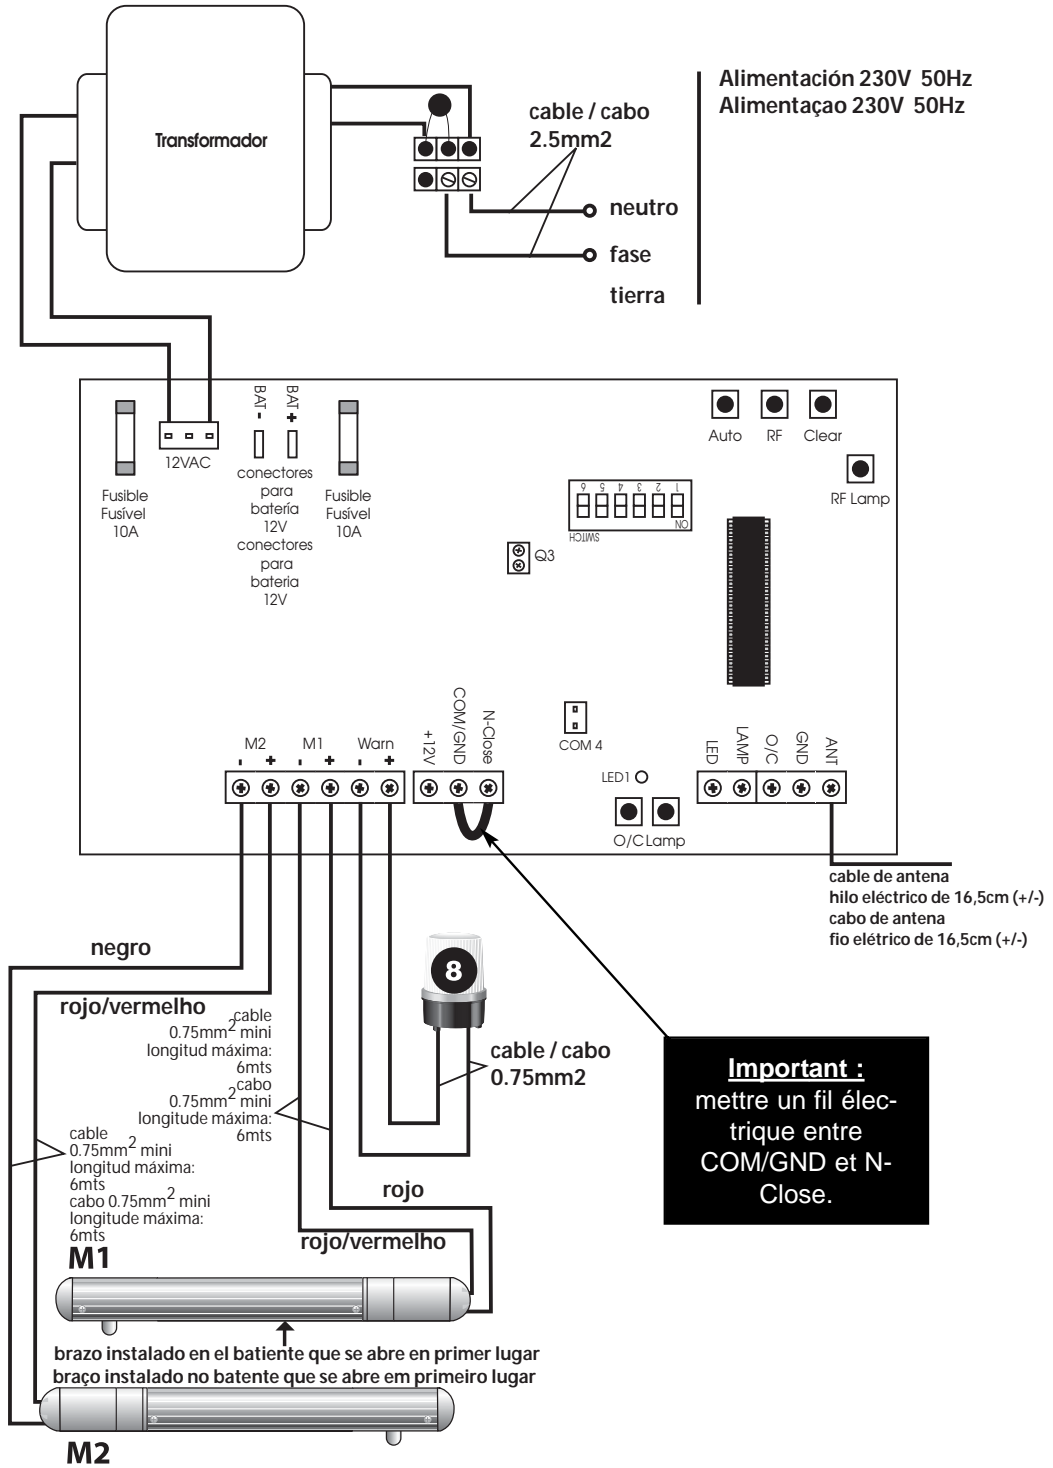 Alimentación 230V 50Hz
Alimentaçao 230V 50Hz
cable / cabo
2.5mm2
Transformador
neutro
fase
tierra
BAT -
BAT +
12VAC
Fusible
Fusível
10A
conectores
para
batería
12V
conectores
para
bateria
12V
Fusible
Fusível
10A
Auto
RF
Clear
RF Lamp
6 5 4 3 2 1
ON
SWITCH
Q3
M2
- +
M1
- +
Warn
- +
+12V
COM/GND
N-Close
COM 4
LED1
O/C
Lamp
LED
LAMP
O/C
GND
ANT
cable de antena
hilo eléctrico de 16,5cm (+/-)
cabo de antena
fio elétrico de 16,5cm (+/-)
negro
rojo/vermelho
cable
0.75mm2 mini
longitud máxima:
6mts
cabo
0.75mm2 mini
longitude máxima:
6mts
8
cable / cabo
0.75mm2
Important :
mettre un fil élec-
trique entre
COM/GND et N-
Close.
cable
0.75mm2 mini
longitud máxima:
6mts
cabo 0.75mm2 mini
longitude máxima:
6mts
rojo
rojo/vermelho
M1
brazo instalado en el batiente que se abre en primer lugar
braço instalado no batente que se abre em primeiro lugar
M2